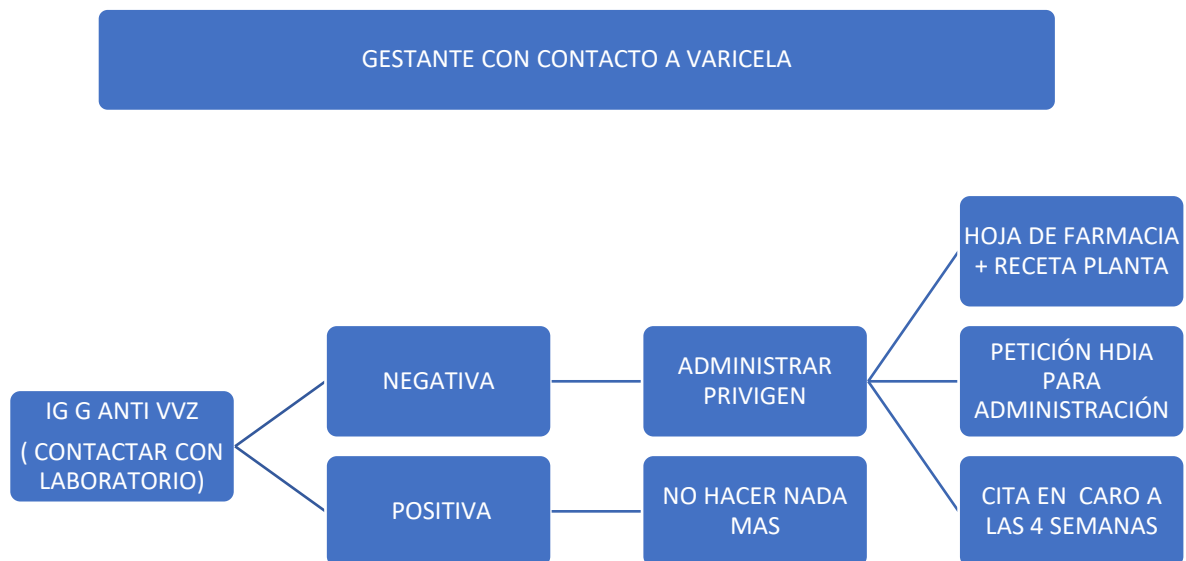 GESTANTE CON CONTACTO A VARICELA
IG G ANTI VVZ
( CONTACTAR CON
LABORATORIO)
NEGATIVA
POSITIVA
ADMINISTRAR
PRIVIGEN
NO HACER NADA
MAS
HOJA DE FARMACIA
+ RECETA PLANTA
PETICIÓN HDIA
PARA
ADMINISTRACIÓN
CITA EN CARO A
LAS 4 SEMANAS